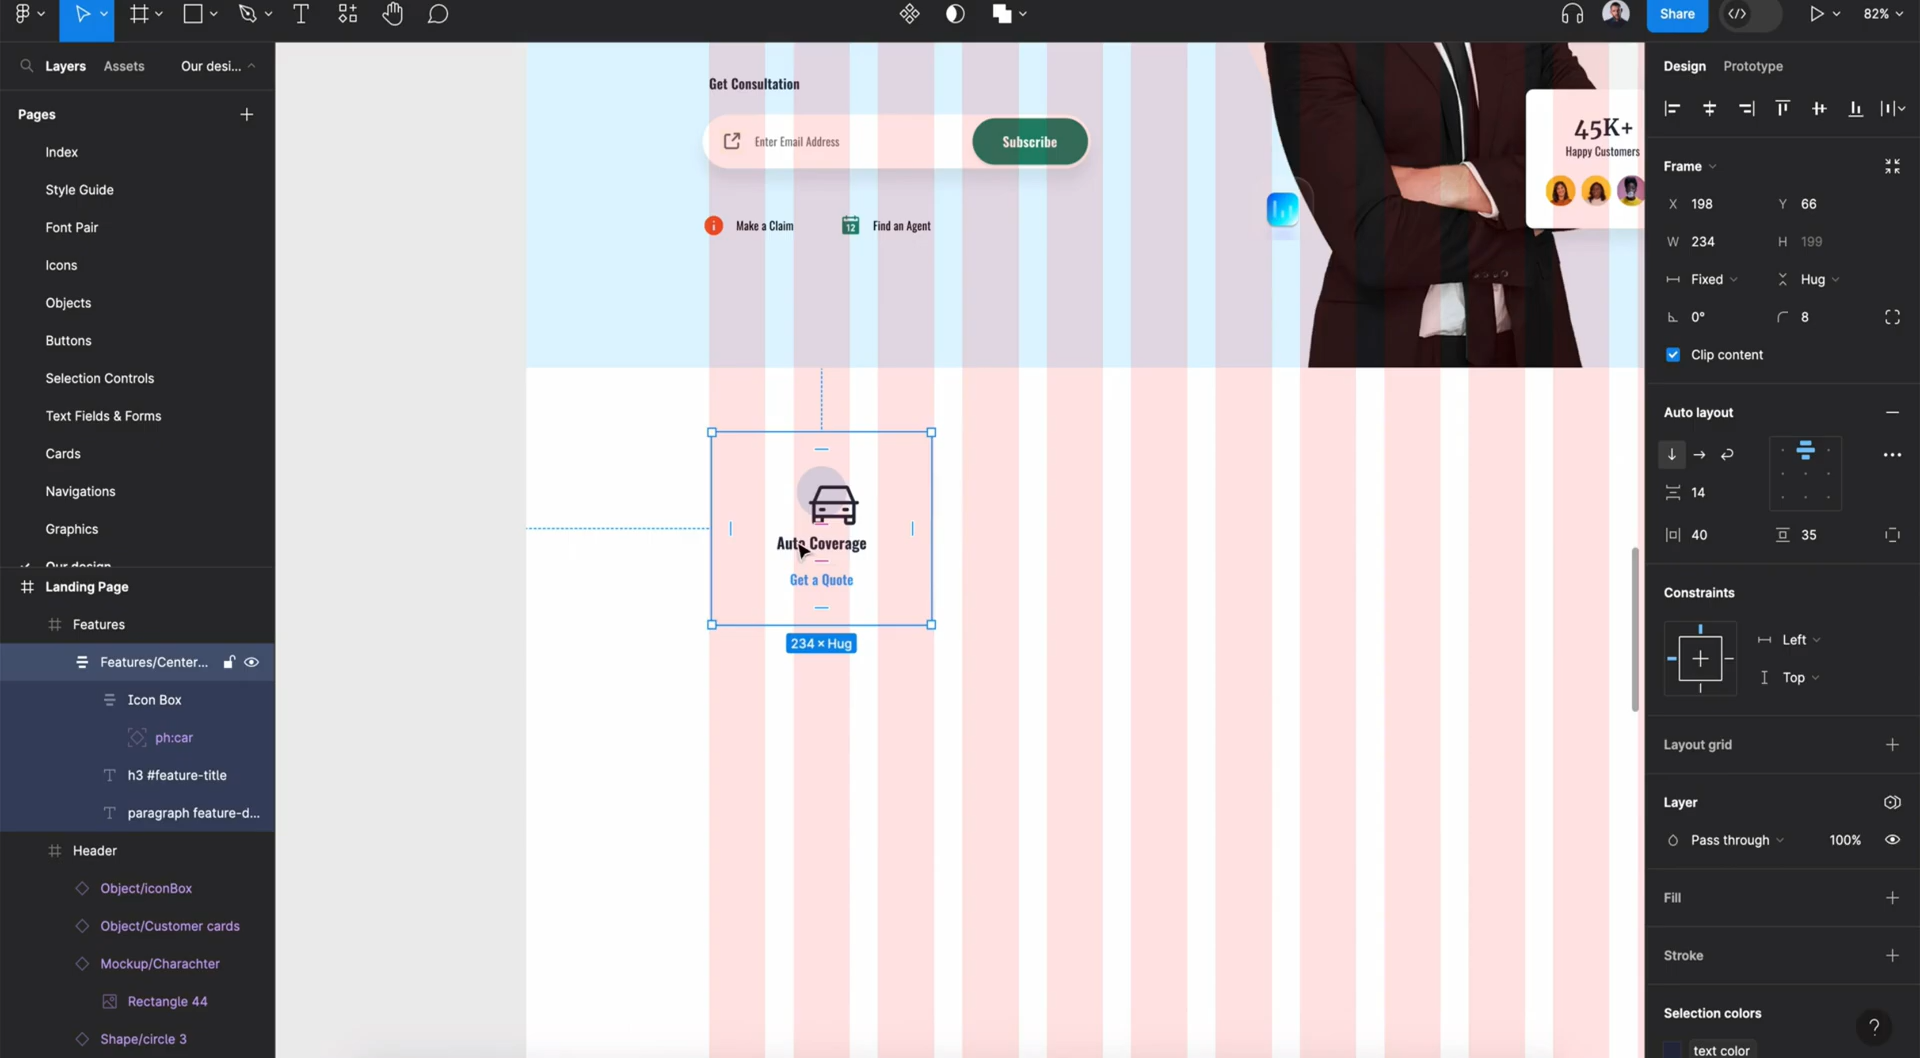 Share
82%
Layers
Assets
Our desi...
Pages
Index
Style Guide
Font Pair
Icons
Objects
Buttons
Selection Controls
Text Fields & Forms
Cards
Navigations
Graphics
Our design
Landing Page
Features
Features/Center...
Icon Box
ph:car
h3 #feature-title
paragraph feature-d...
Header
Object/iconBox
Object/Customer cards
Mockup/Charachter
Rectangle 44
Shape/circle 3
Get Consultation
Enter Email Address
Subscribe
Make a Claim
12
Find an Agent
45K+
Happy Customers
Auto Coverage
Get a Quote
234 × Hug
Design
Prototype
Frame
X 198
Y 66
W 234
H 199
Fixed
Hug
0°
8
Clip content
Auto layout
14
40
35
Constraints
Left
Top
Layout grid
Layer
Pass through
100%
Fill
Stroke
Selection colors
?
text color